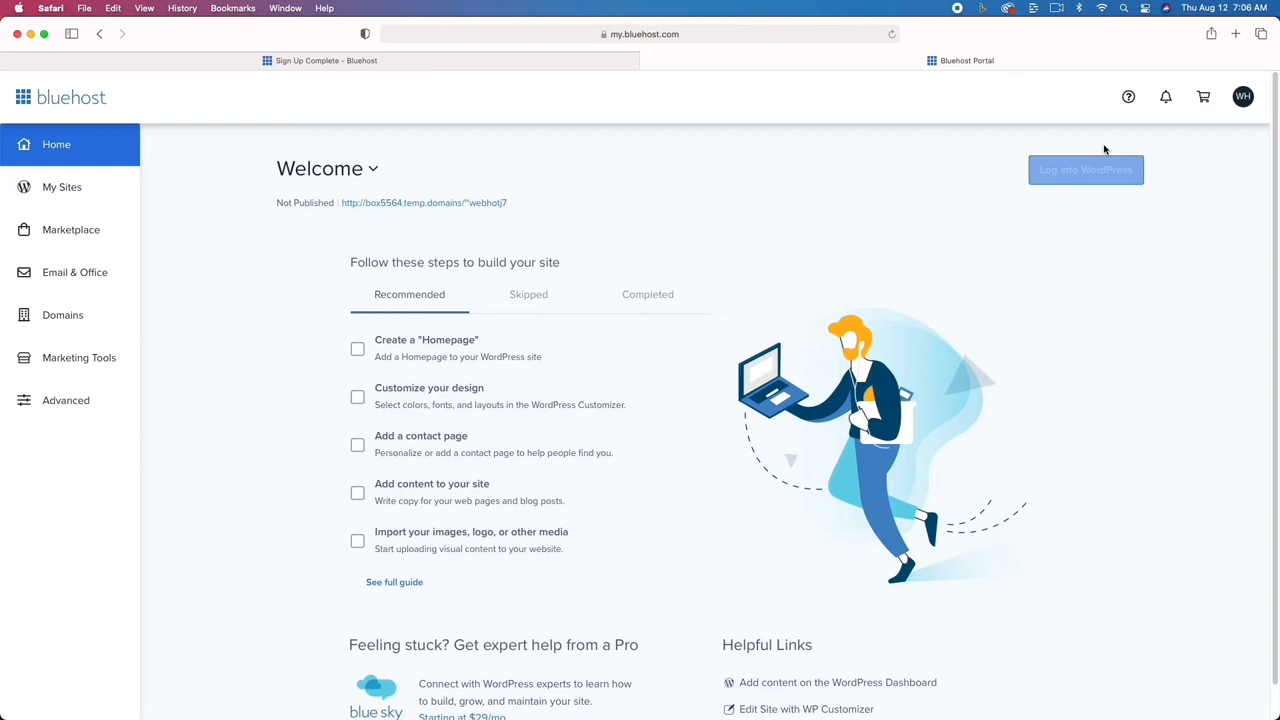 Safari File Edit View History Bookmarks Window Help
Thu Aug 12 7:06 AM
my.bluehost.com
Sign Up Complete - Bluehost
Bluehost Portal
bluehost
WH
Home
My Sites
Marketplace
Email & Office
Domains
Marketing Tools
Advanced
Welcome
Log into WordPress
Not Published | http://box5564.temp.domains/~webhotj7
Follow these steps to build your site
Recommended Skipped Completed
Create a "Homepage"
Add a Homepage to your WordPress site
Customize your design
Select colors, fonts, and layouts in the WordPress Customizer.
Add a contact page
Personalize or add a contact page to help people find you.
Add content to your site
Write copy for your web pages and blog posts.
Import your images, logo, or other media
Start uploading visual content to your website.
See full guide
Feeling stuck? Get expert help from a Pro
blue sky
Connect with WordPress experts to learn how
to build, grow, and maintain your site.
Starting at $29/mo.
Helpful Links
Add content on the WordPress Dashboard
Edit Site with WP Customizer